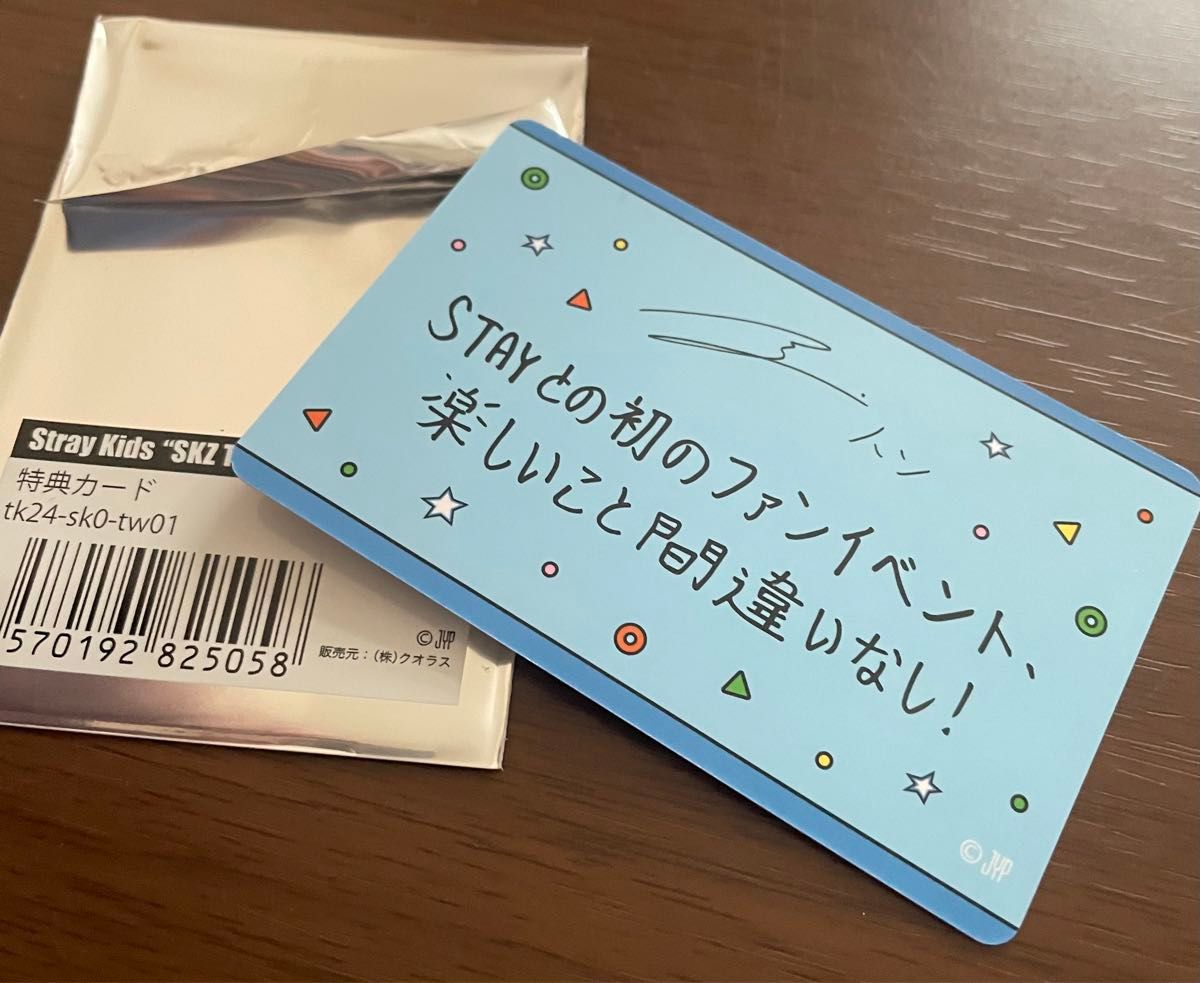 Stray Kids "SKZ T
特典カード
tk24-sk0-tw01
570192 825058
©JYP
販売元：(株)クオラス
ハン
STAYとの初のファンイベント、
楽しいこと間違いなし！
©JYP